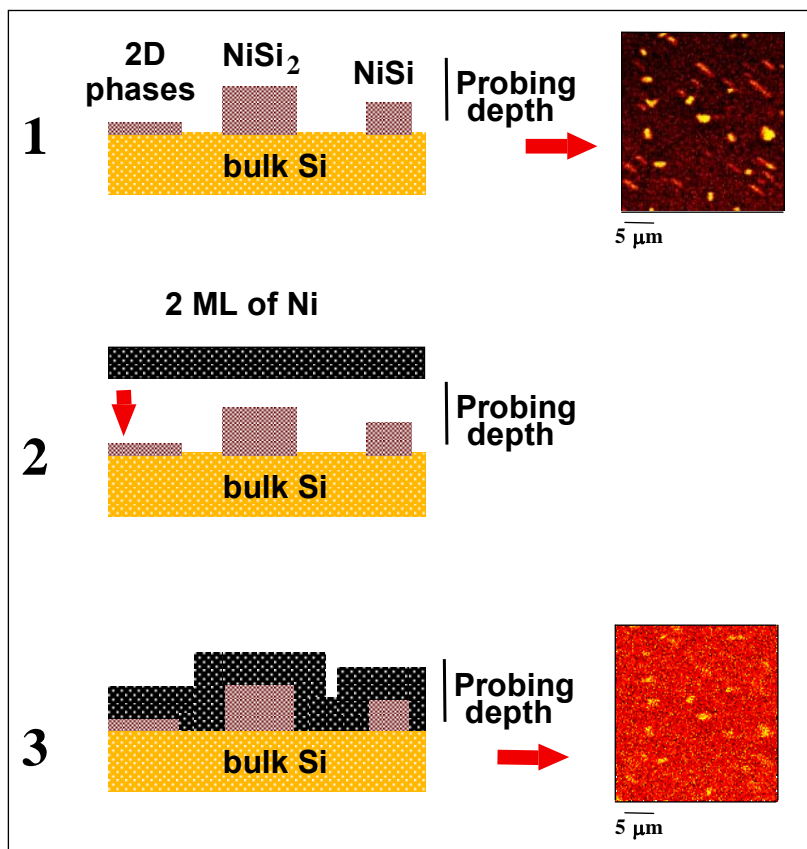 2D
phases
NiSi₂
NiSi
Probing
depth
1
bulk Si
5 μm
2 ML of Ni
Probing
depth
2
bulk Si
Probing
depth
3
bulk Si
5 μm